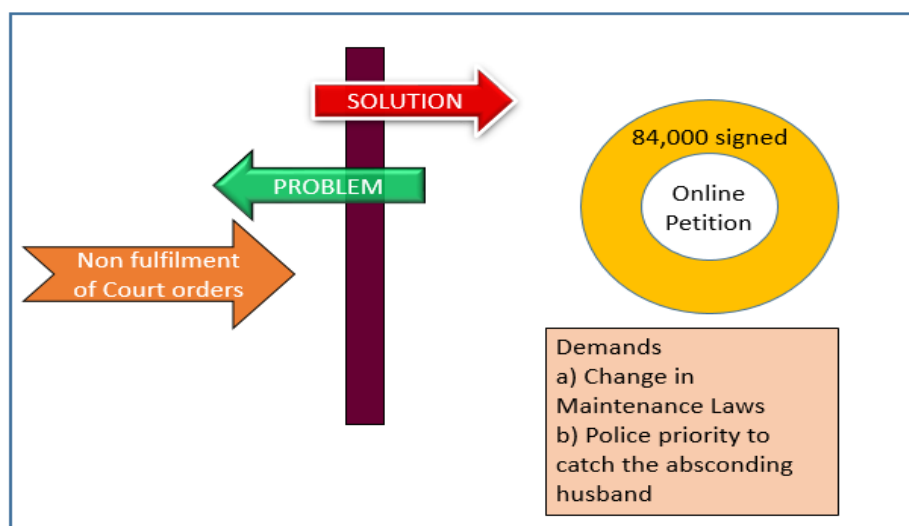 SOLUTION
PROBLEM
Non fulfilment
of Court orders
84,000 signed
Online
Petition
Demands
a) Change in
Maintenance Laws
b) Police priority to
catch the absconding
husband